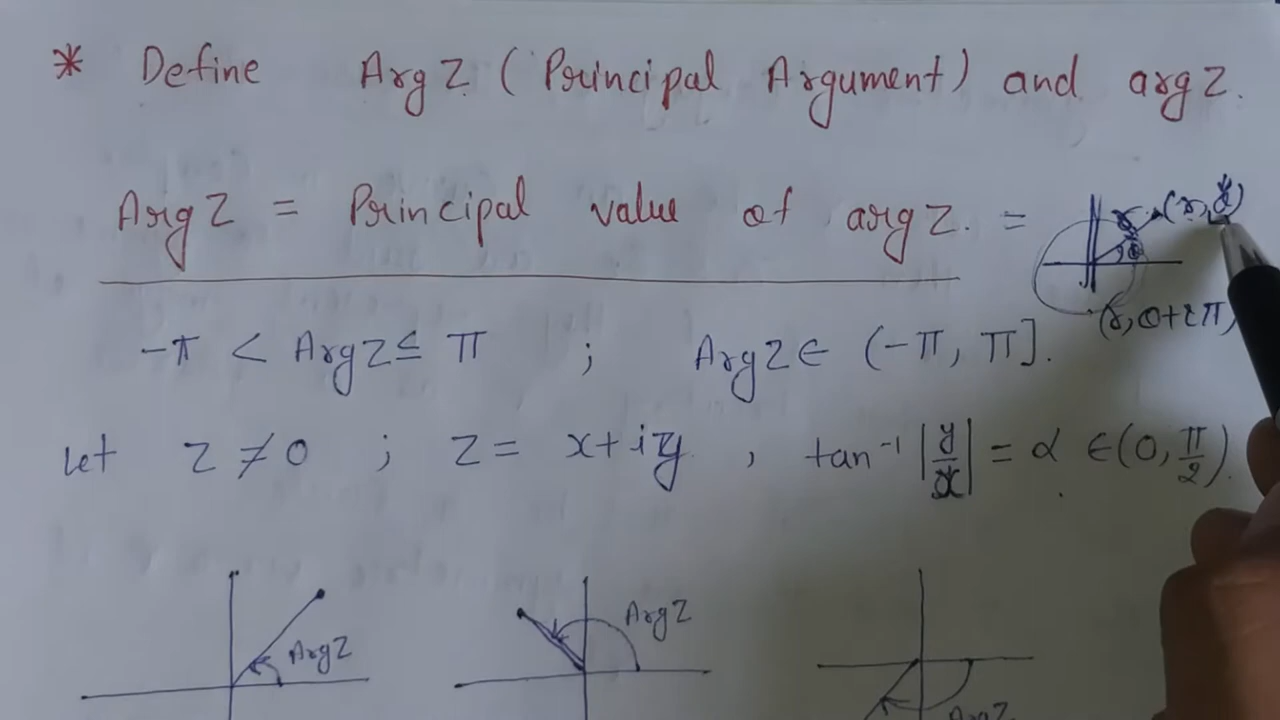 * Define Arg Z (Principal Argument) and arg z.
Arg Z = Principal value of arg z. =
(r, θ+2π)
-π < Arg Z ≤ π ; Arg Z ∈ (-π, π].
Let z ≠ 0 ; z = x+iy , tan⁻¹ |y/x| = α ∈ (0, π/2).
Arg Z
Arg Z
Arg Z